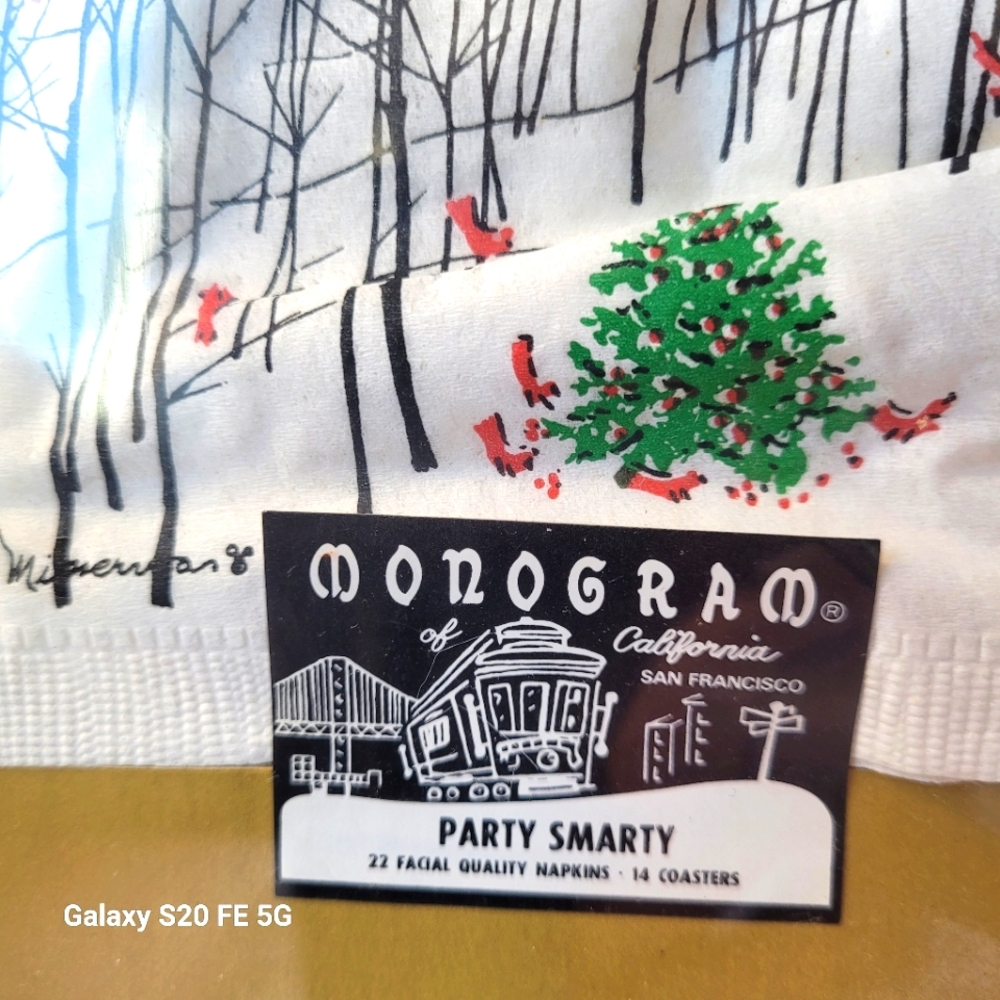 MONOGRAM®
of California
SAN FRANCISCO
PARTY SMARTY
22 FACIAL QUALITY NAPKINS · 14 COASTERS
Galaxy S20 FE 5G